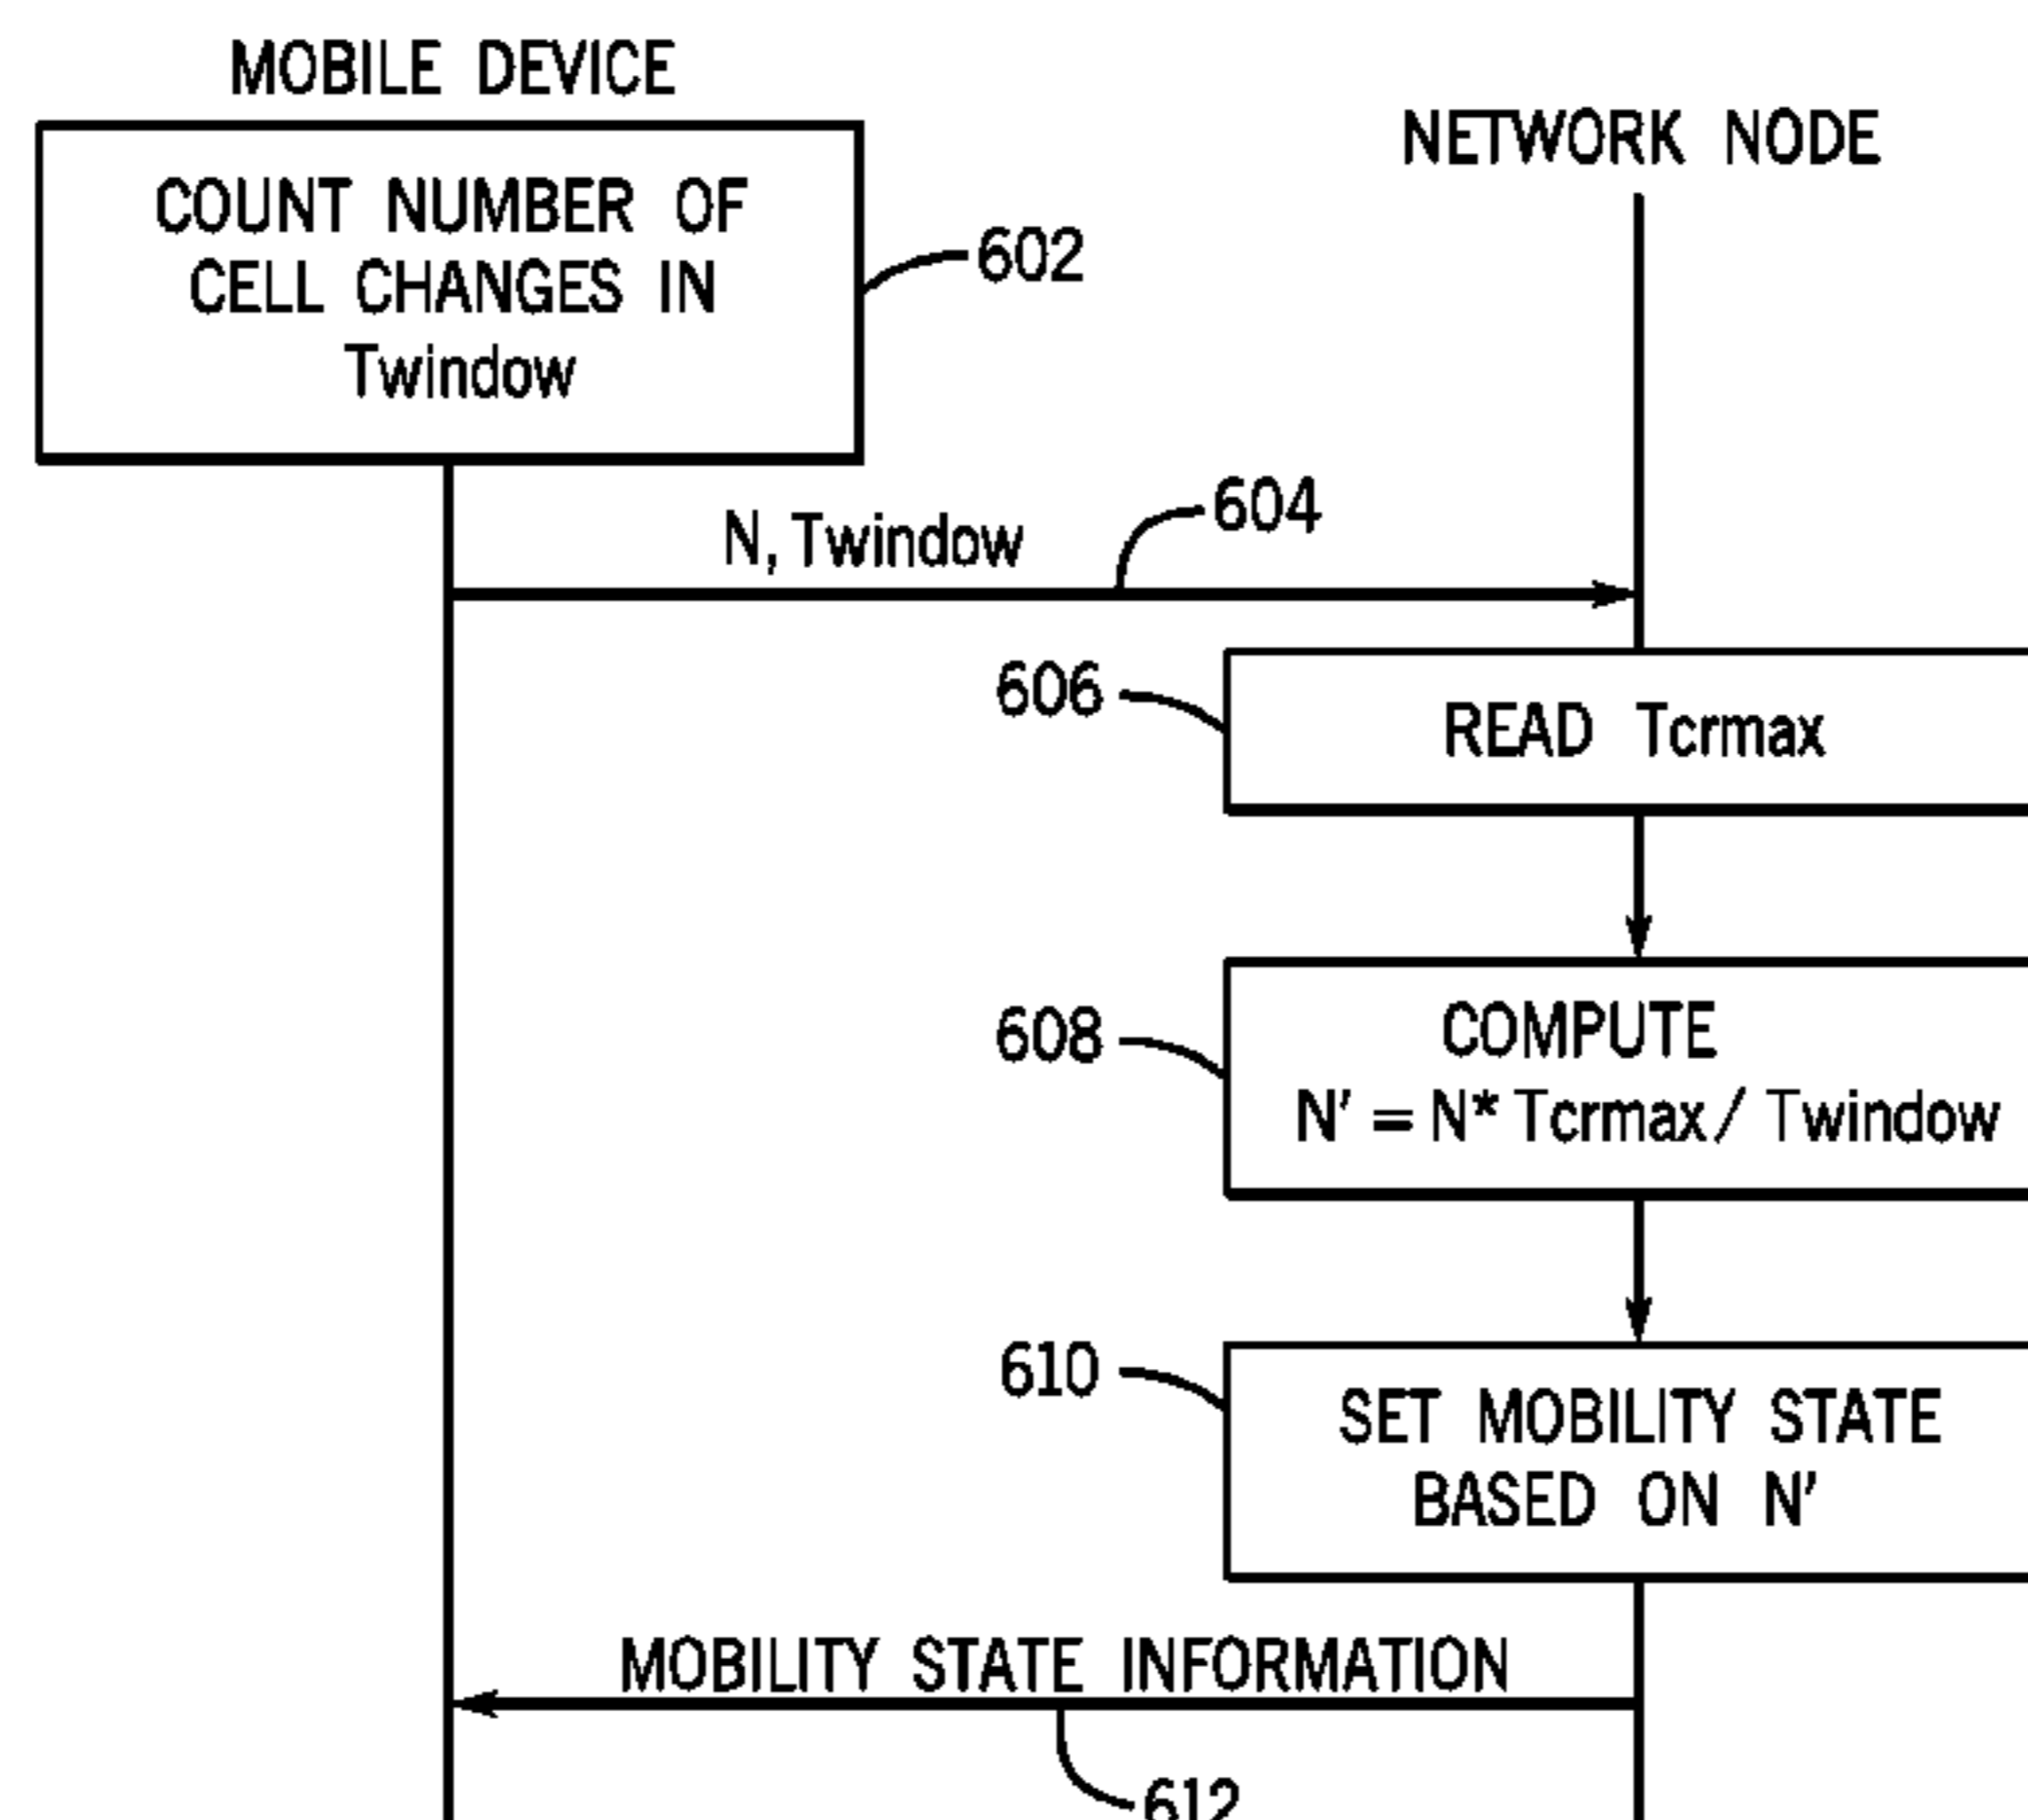 MOBILE DEVICE
NETWORK NODE
COUNT NUMBER OF
CELL CHANGES IN
Twindow
602
604
N, Twindow
606
READ Tcrmax
608
COMPUTE
N' = N* Tcrmax / Twindow
610
SET MOBILITY STATE
BASED ON N'
MOBILITY STATE INFORMATION
612